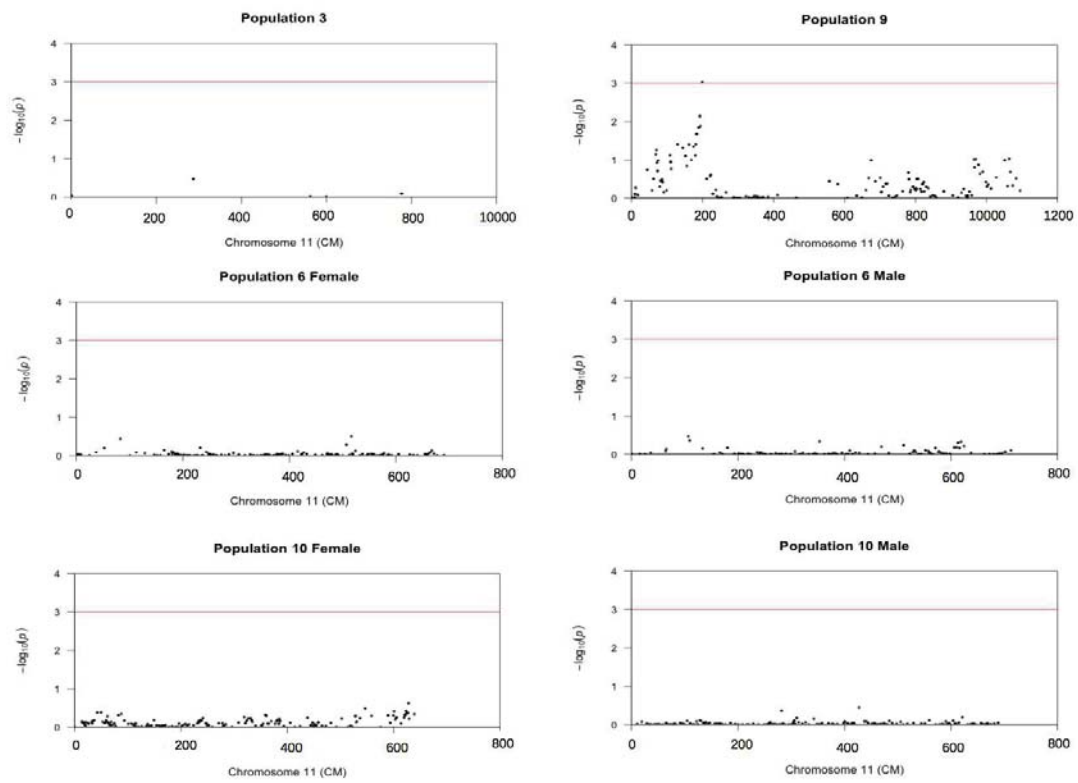 Population 3
4
3
2
1
0
−log10(p)
0 200 400 600 800 10000
Chromosome 11 (CM)
Population 9
4
3
2
1
0
−log10(p)
0 200 400 600 800 10000 1200
Chromosome 11 (CM)
Population 6 Female
4
3
2
1
0
−log10(p)
0 200 400 600 800
Chromosome 11 (CM)
Population 6 Male
4
3
2
1
0
−log10(p)
0 200 400 600 800
Chromosome 11 (CM)
Population 10 Female
4
3
2
1
0
−log10(p)
0 200 400 600 800
Chromosome 11 (CM)
Population 10 Male
4
3
2
1
0
−log10(p)
0 200 400 600 800
Chromosome 11 (CM)